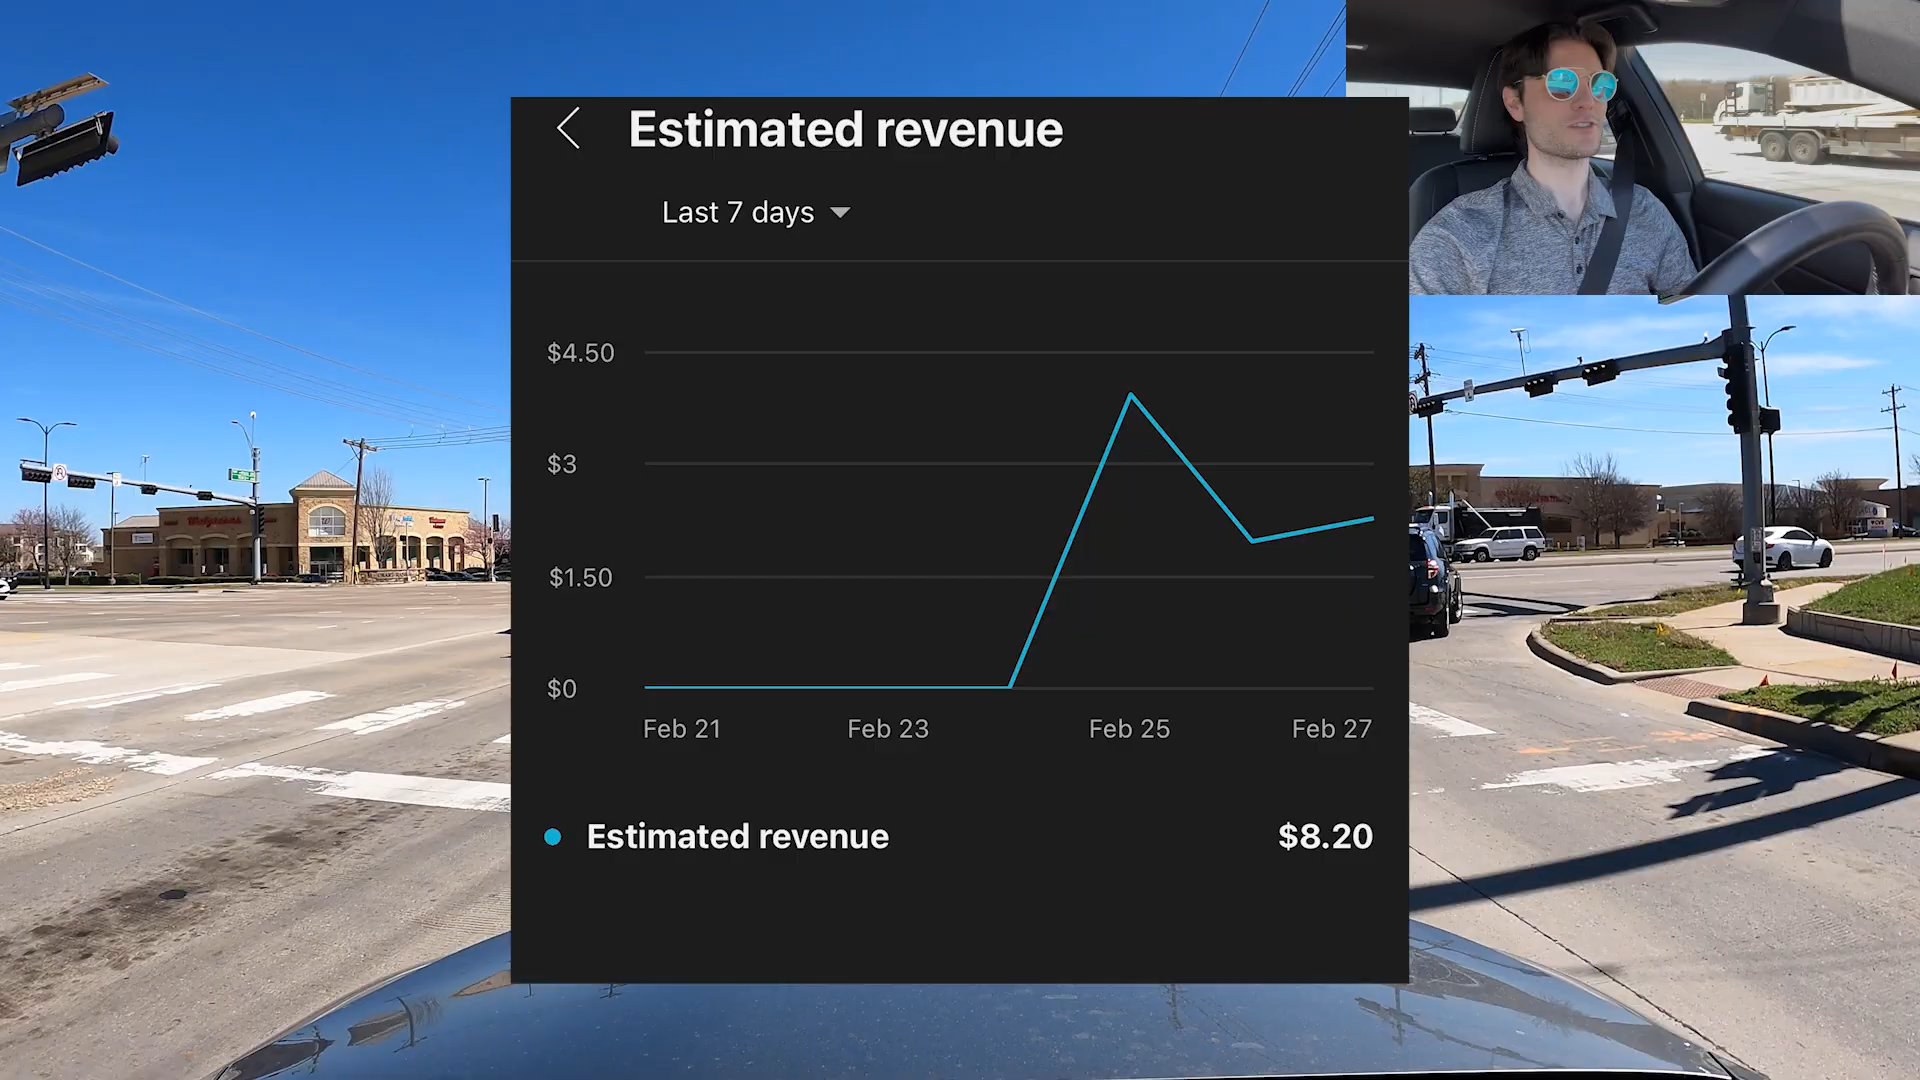 Estimated revenue
Last 7 days
$4.50
$3
$1.50
$0
Feb 21
Feb 23
Feb 25
Feb 27
Estimated revenue
$8.20
Walgreens